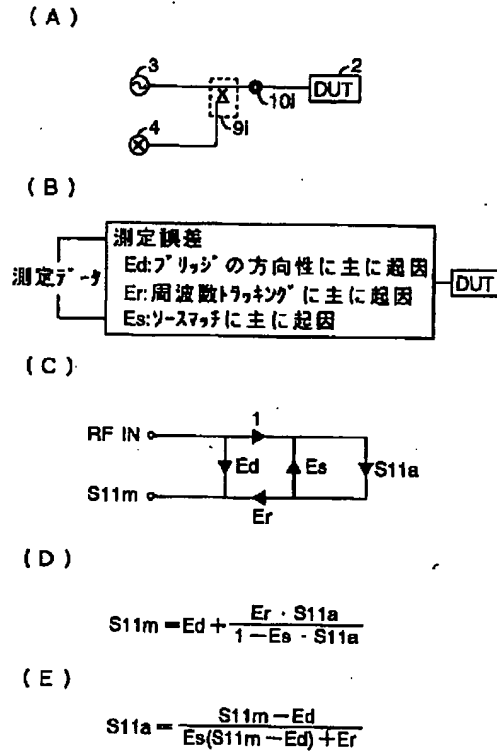 (A)
3
2
DUT
10i
4
9i
(B)
測定誤差
Ed:ブリッジの方向性に主に起因
測定データ
Er:周波数トラッキングに主に起因
DUT
Es:ソースマッチに主に起因
(C)
1
RF IN
Ed
Es
S11a
S11m
Er
(D)
S11m=Ed+ Er・S11a / 1-Es・S11a
(E)
S11a= S11m-Ed / Es(S11m-Ed)+Er